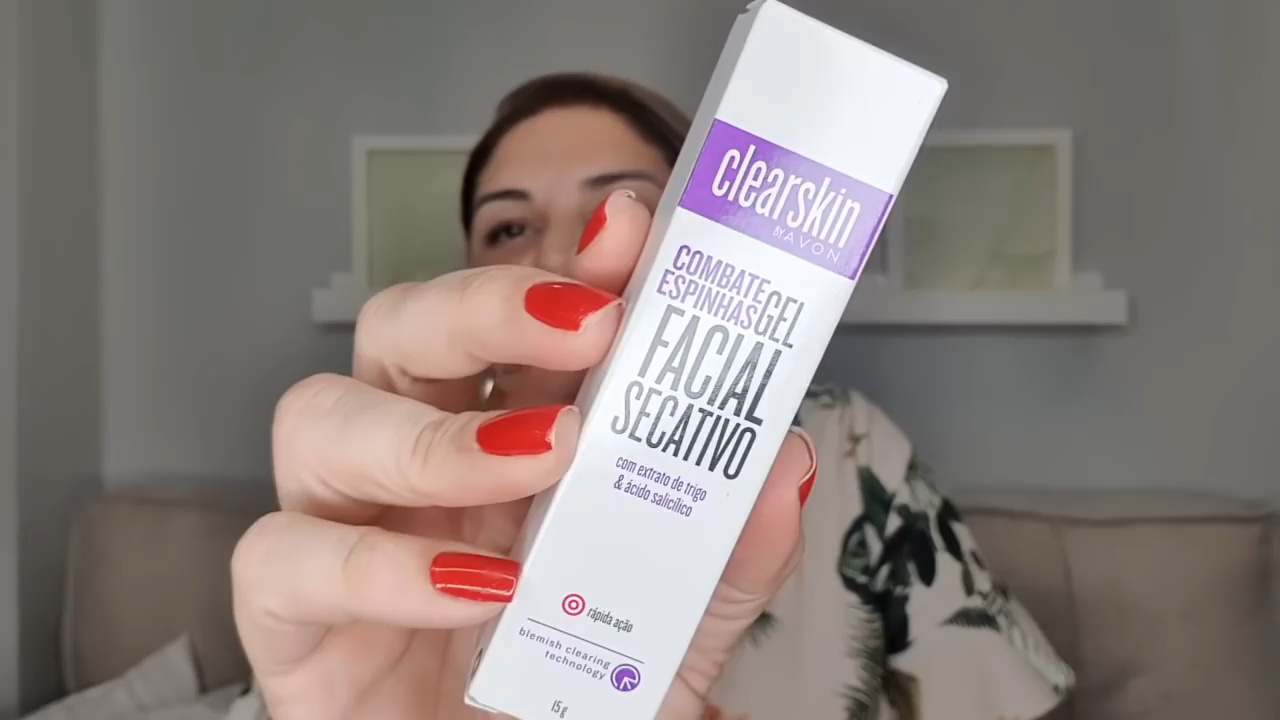 clearskin
BY AVON
COMBATE
ESPINHAS GEL
FACIAL
SECATIVO
com extrato de trigo
& ácido salicílico
rápida ação
blemish clearing
technology
15g